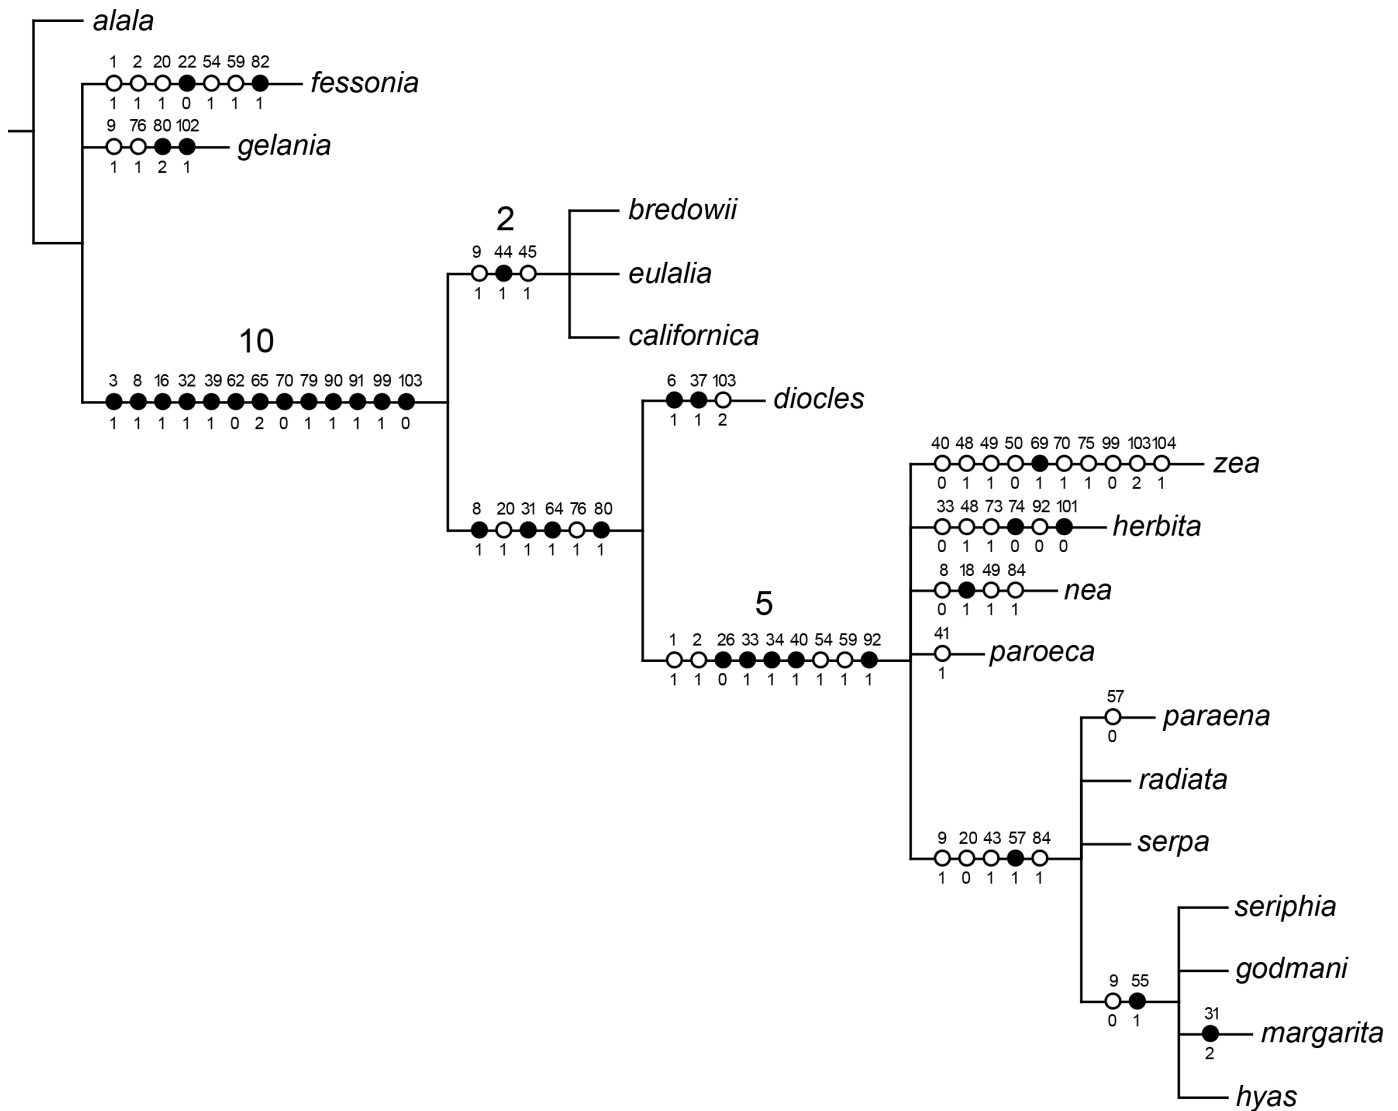 alala
1 2 20 22 54 59 82
fessonia
1 1 1 0 1 1 1
9 76 80 102
gelania
1 1 2 1
2
bredowii
9 44 45
eulalia
1 1 1
californica
10
3 8 16 32 39 62 65 70 79 90 91 99 103
1 1 1 1 1 0 2 0 1 1 1 1 0
6 37 103
diocles
1 1 2
8 20 31 64 76 80
1 1 1 1 1 1
40 48 49 50 69 70 75 99 103 104
zea
0 1 1 0 1 1 1 0 2 1
33 48 73 74 92 101
herbita
0 1 1 0 0 0
8 18 49 84
nea
0 1 1 1
5
1 2 26 33 34 40 54 59 92
1 1 0 1 1 1 1 1 1
41
paroeca
1
57
paraena
0
radiata
9 20 43 57 84
serpa
1 0 1 1 1
seriphia
9 55
godmani
0 1
31
margarita
2
hyas